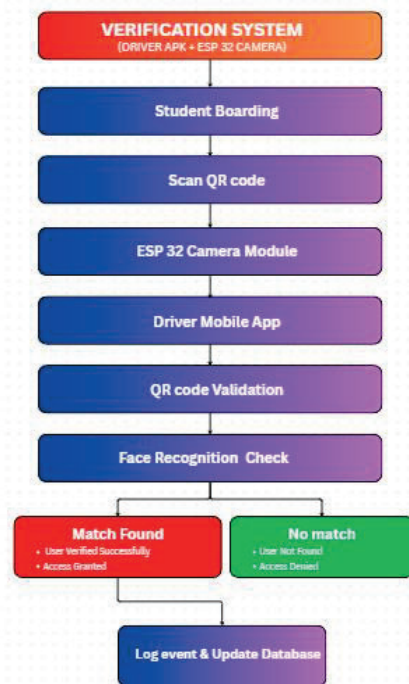 VERIFICATION SYSTEM
(DRIVER APK + ESP 32 CAMERA)
Student Boarding
Scan QR code
ESP 32 Camera Module
Driver Mobile App
QR code Validation
Face Recognition Check
Match Found
• User Verified Successfully
• Access Granted
No match
• User Not Found
• Access Denied
Log event & Update Database